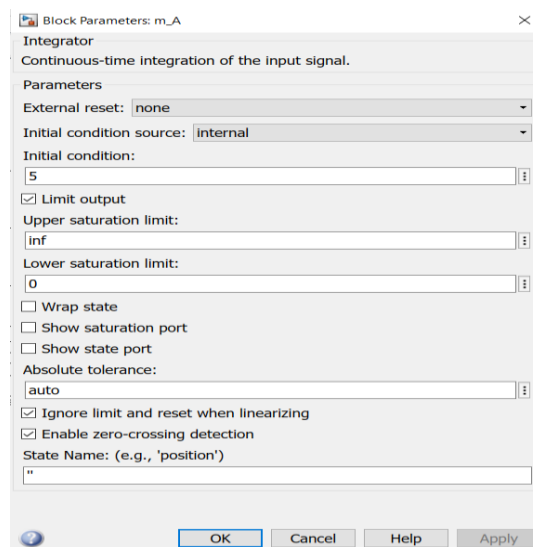 Block Parameters: m_A
Integrator
Continuous-time integration of the input signal.
Parameters
External reset: none
Initial condition source: internal
Initial condition:
5
Limit output
Upper saturation limit:
inf
Lower saturation limit:
0
Wrap state
Show saturation port
Show state port
Absolute tolerance:
auto
Ignore limit and reset when linearizing
Enable zero-crossing detection
State Name: (e.g., 'position')
''
OK Cancel Help Apply